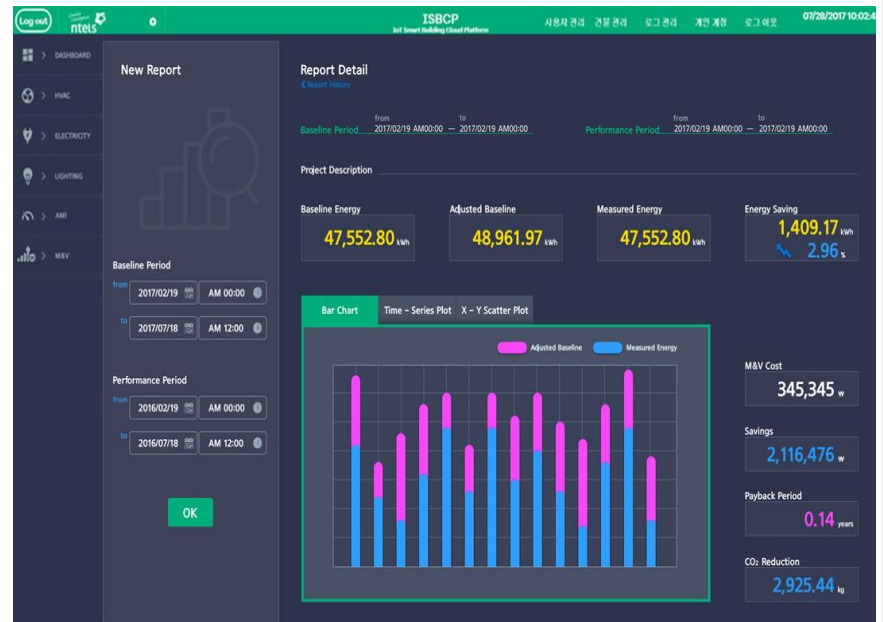 Log out
ntels
ISBCP
IoT Smart Building Cloud Platform
사용자 관리 건물 관리 로그 관리 개인 계정 로그 아웃
07/28/2017 10:02:4
DASHBOARD
HVAC
ELECTRICITY
LIGHTING
AMI
M&V
New Report
Baseline Period
from 2017/02/19 AM 00:00
to 2017/07/18 AM 12:00
Performance Period
from 2016/02/19 AM 00:00
to 2016/07/18 AM 12:00
OK
Report Detail
Report History
from to
Baseline Period 2017/02/19 AM00:00 — 2017/02/19 AM00:00
from to
Performance Period 2017/02/19 AM00:00 — 2017/02/19 AM00:00
Project Description
Baseline Energy
47,552.80 kWh
Adjusted Baseline
48,961.97 kWh
Measured Energy
47,552.80 kWh
Energy Saving
1,409.17 kWh
2.96 %
Bar Chart
Time – Series Plot
X – Y Scatter Plot
Adjusted Baseline
Measured Energy
M&V Cost
345,345 ₩
Savings
2,116,476 ₩
Payback Period
0.14 years
CO₂ Reduction
2,925.44 kg